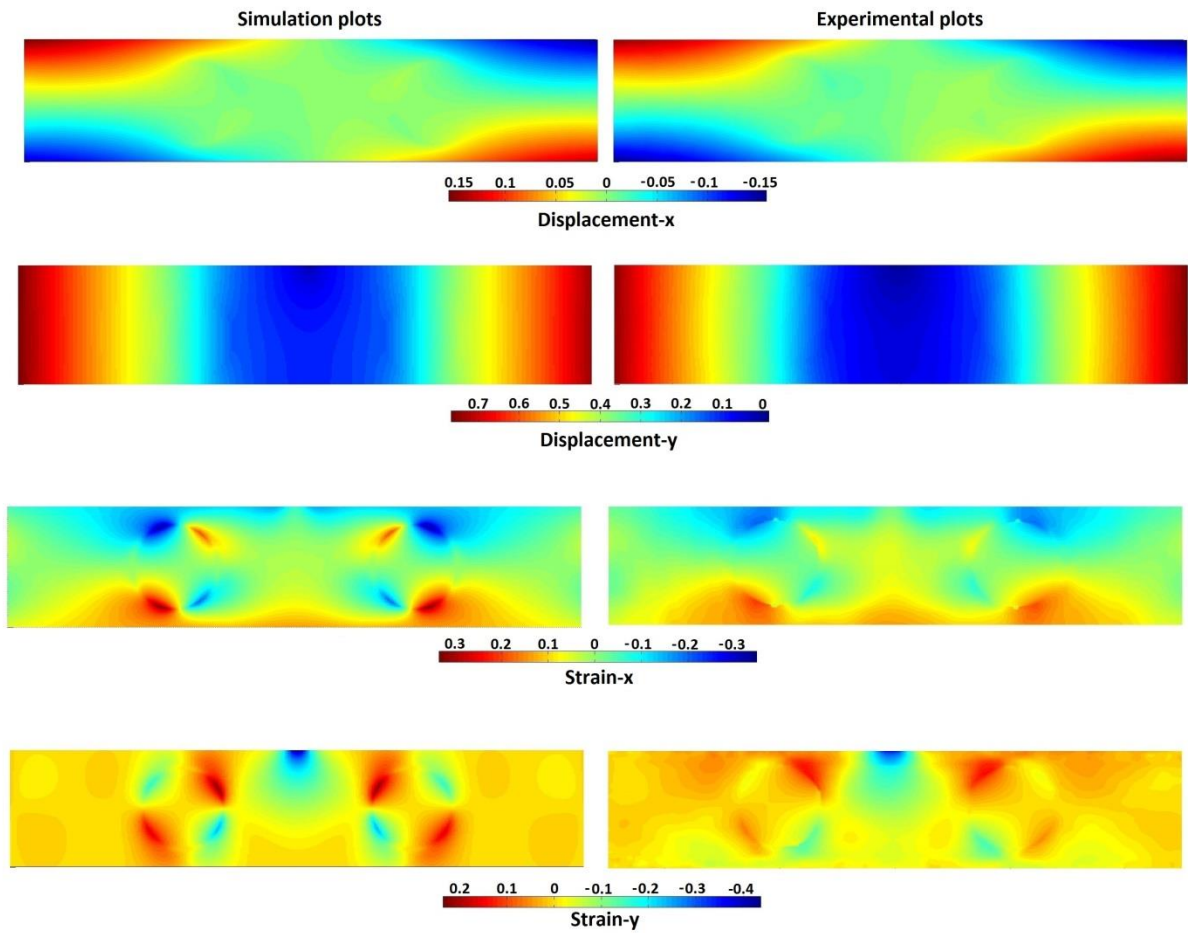 Simulation plots Experimental plots
0.15 0.1 0.05 0 -0.05 -0.1 -0.15
Displacement-x
0.7 0.6 0.5 0.4 0.3 0.2 0.1 0
Displacement-y
0.3 0.2 0.1 0 -0.1 -0.2 -0.3
Strain-x
0.2 0.1 0 -0.1 -0.2 -0.3 -0.4
Strain-y